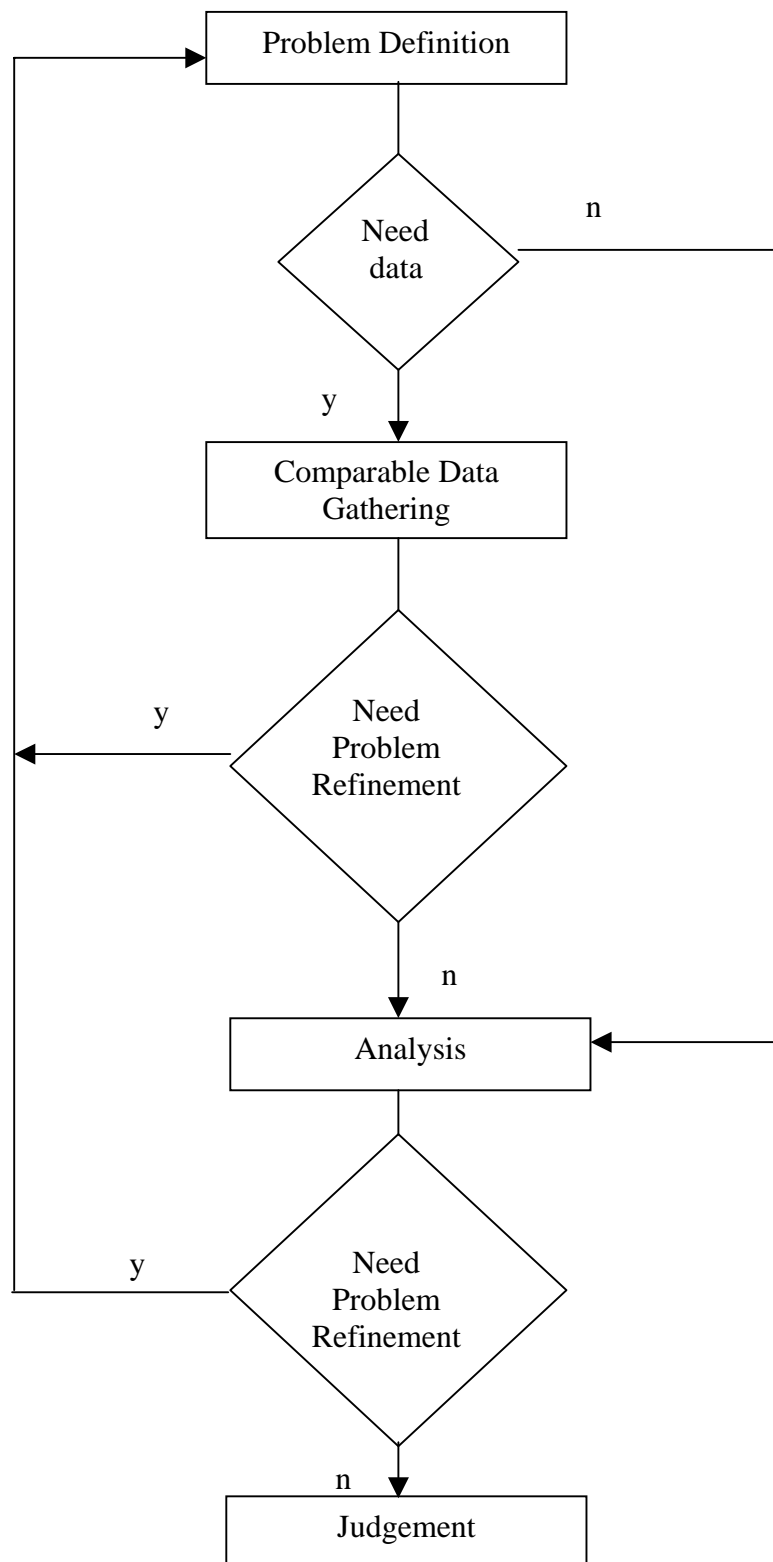 Problem Definition
n
Need
data
y
Comparable Data
Gathering
y
Need
Problem
Refinement
n
Analysis
y
Need
Problem
Refinement
n
Judgement